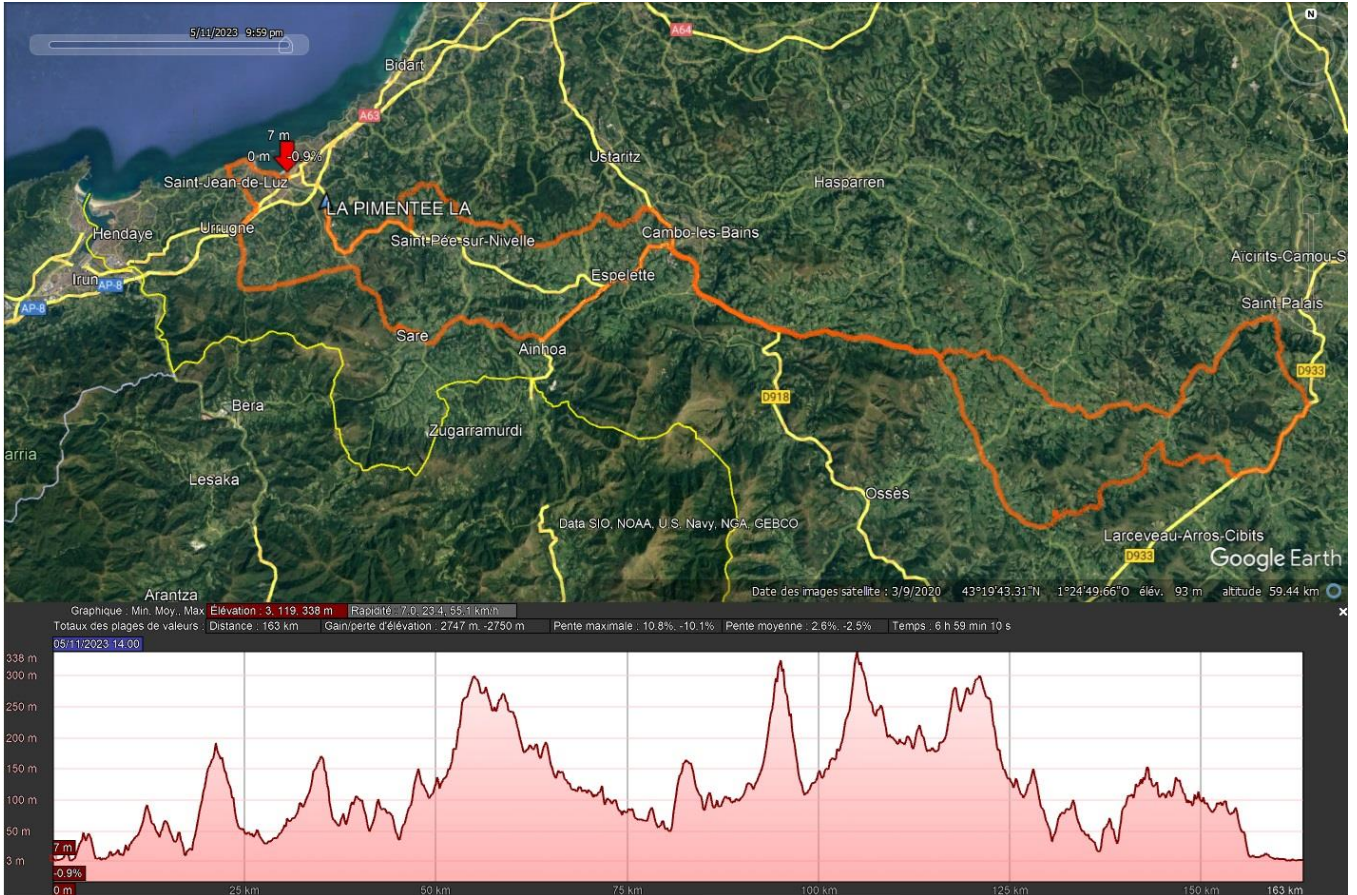 5/11/2023 9:59 pm
N
A64
Bidart
A63
7 m
0 m -0.9%
Saint-Jean-de-Luz
Ustaritz
Hasparren
LA PIMENTEE LA
Hendaye
Urrugne
Saint-Pée-sur-Nivelle
Cambo-les-Bains
Irun
AP-8
Espelette
Aïcirits-Camou-S
AP-8
Saint-Palais
Sare
Ainhoa
D933
Bera
D918
arria
Zugarramurdi
Lesaka
Ossès
Data SIO, NOAA, U.S. Navy, NGA, GEBCO
Larceveau-Arros-Cibits
D933
Google Earth
Arantza
Date des images satellite : 3/9/2020 43°19'43.31"N 1°24'49.66"O élév. 93 m altitude 59.44 km
Graphique : Min. Moy., Max Élévation : 3, 119, 338 m Rapidité : 7.0, 23.4, 55.1 km/h
Totaux des plages de valeurs : Distance : 163 km Gain/perte d'élévation : 2747 m, -2750 m Pente maximale : 10.8%, -10.1% Pente moyenne : 2.6%, -2.5% Temps : 6 h 59 min 10 s
05/11/2023 14:00
338 m
300 m
250 m
200 m
150 m
100 m
50 m
7 m
3 m
-0.9%
0 m 25 km 50 km 75 km 100 km 125 km 150 km 163 km